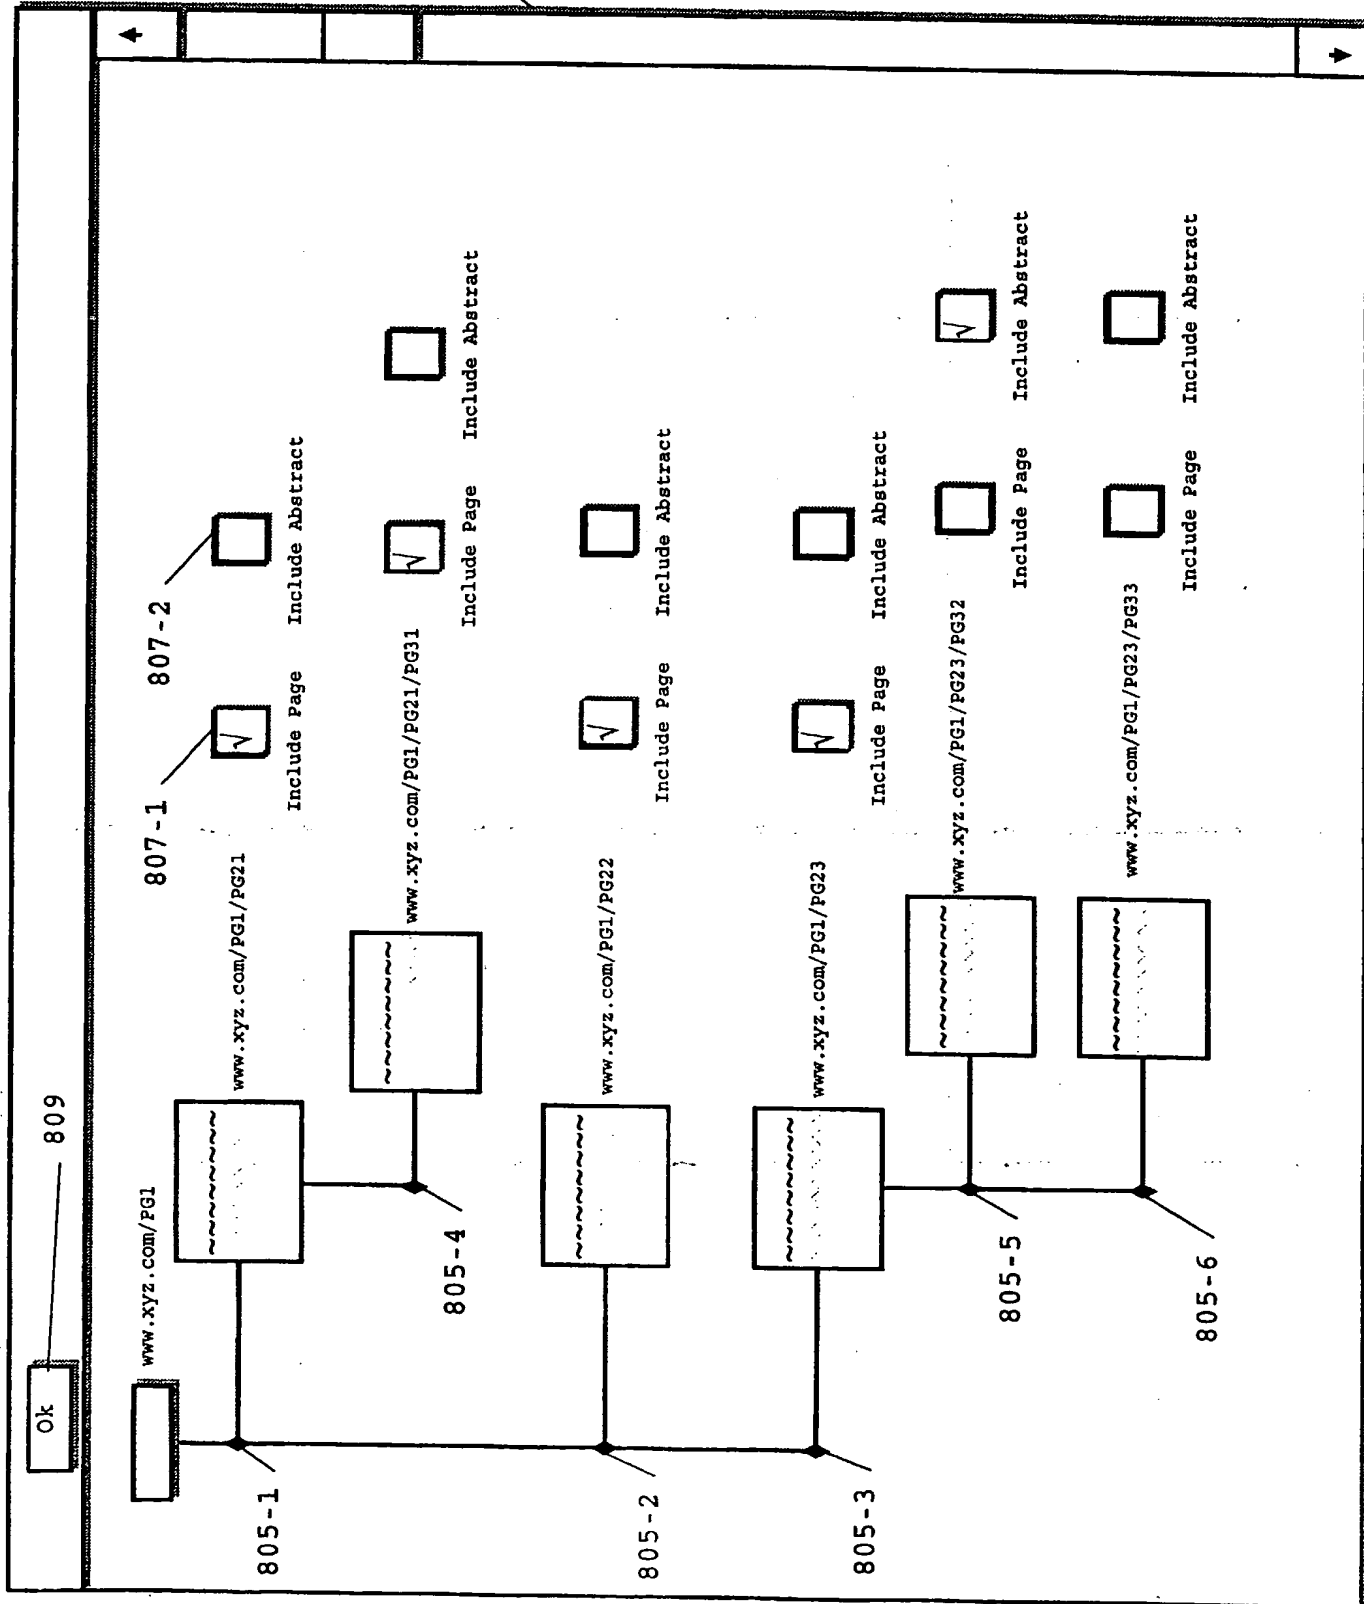 Ok
809
www.xyz.com/PG1
807-1
807-2
805-1
www.xyz.com/PG1/PG21
√
Include Page
Include Abstract
805-4
www.xyz.com/PG1/PG21/PG31
√
Include Page
Include Abstract
805-2
www.xyz.com/PG1/PG22
√
Include Page
Include Abstract
805-3
www.xyz.com/PG1/PG23
√
Include Page
Include Abstract
805-5
www.xyz.com/PG1/PG23/PG32
√
Include Page
Include Abstract
805-6
www.xyz.com/PG1/PG23/PG33
Include Page
Include Abstract